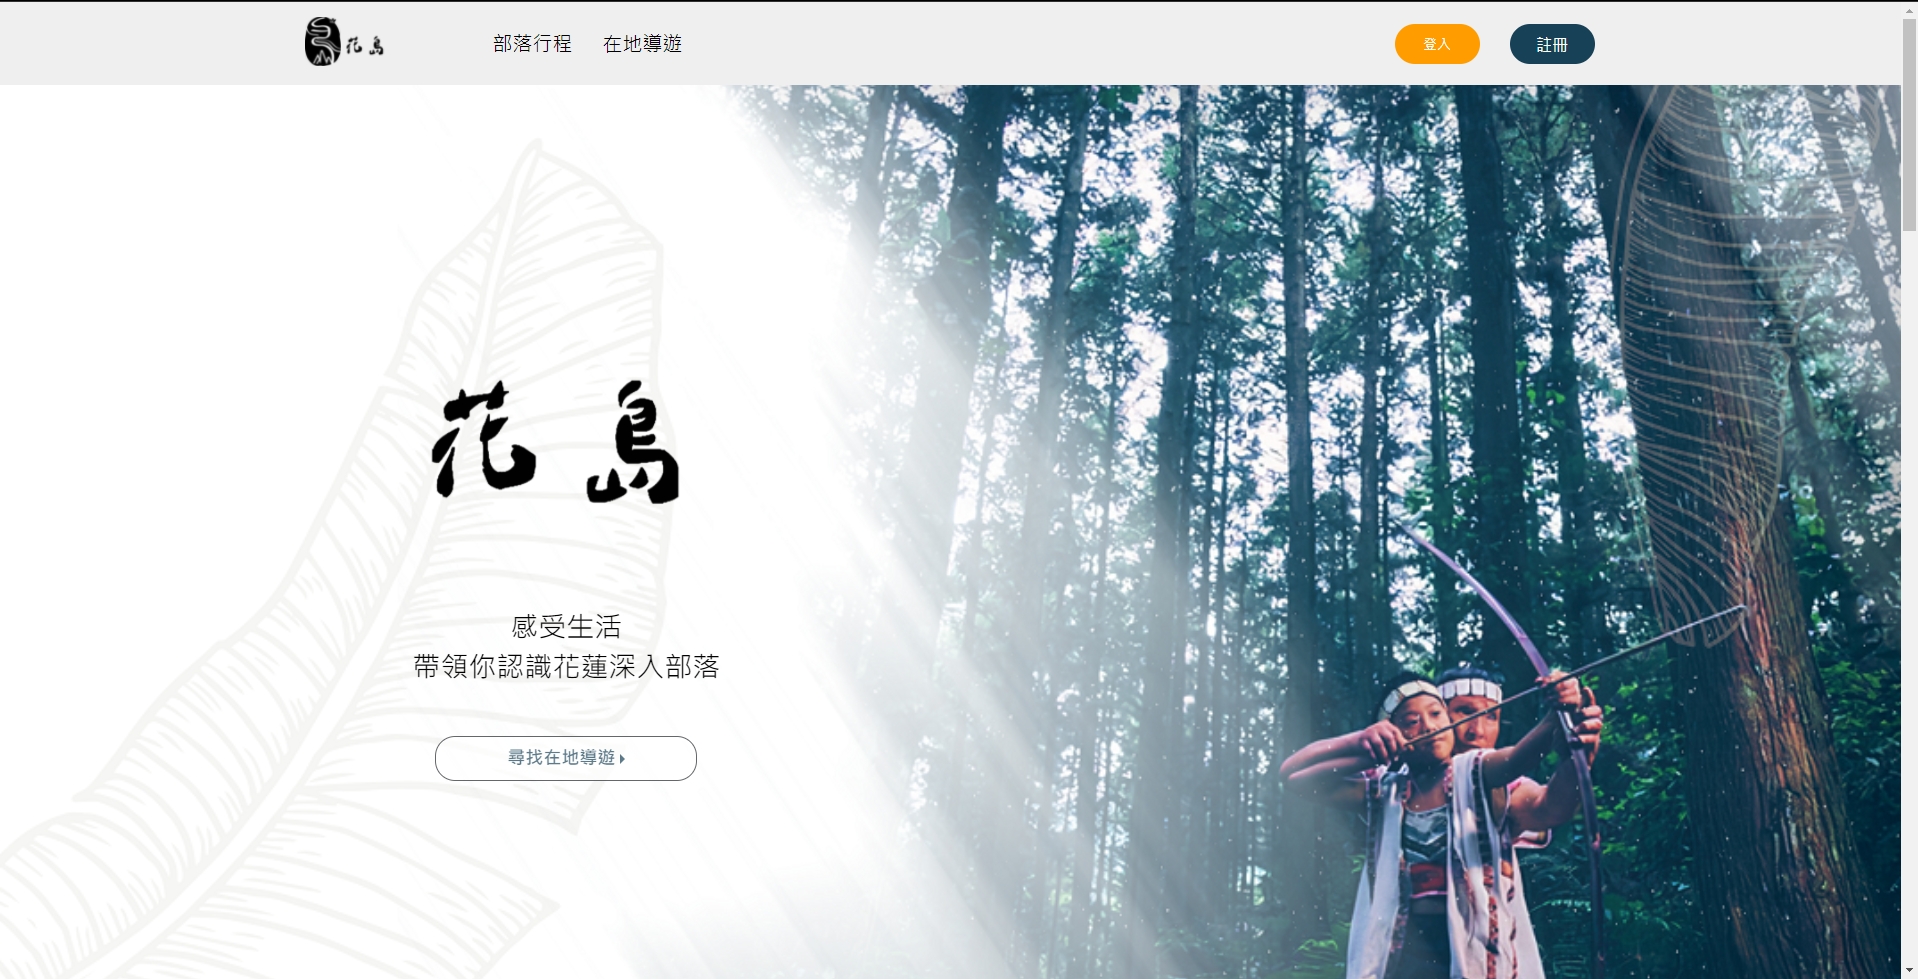 花島
部落行程
在地導遊
登入
註冊
花島
感受生活
帶領你認識花蓮深入部落
尋找在地導遊